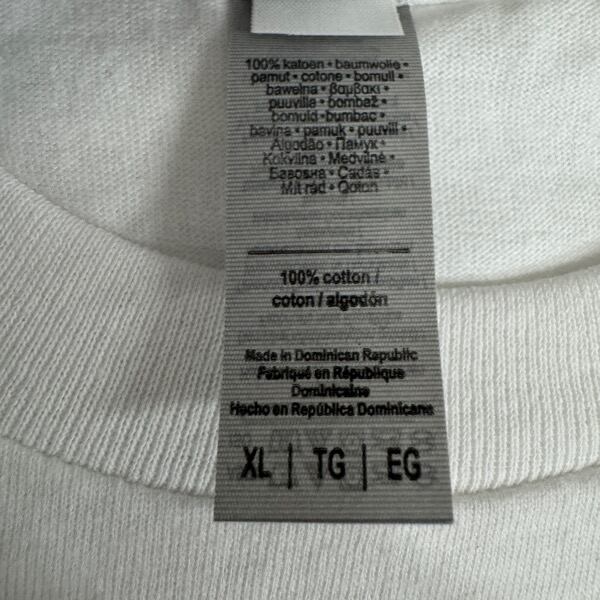 100% katoen • baumwolle •
pamut • cotone • bomull •
bawełna • βαμβακι •
puuvilla • bombaž •
bomuld • bumbac •
bavlna • pamuk • puuvill •
Algodão • Памук •
Kokvilna • Medvilnė •
Бавовна • Cadás •
Mit rad • Qoton
100% cotton /
coton / algodón
Made in Dominican Republic
Fabriqué en République
Dominicaine
Hecho en República Dominicana
XL | TG | EG